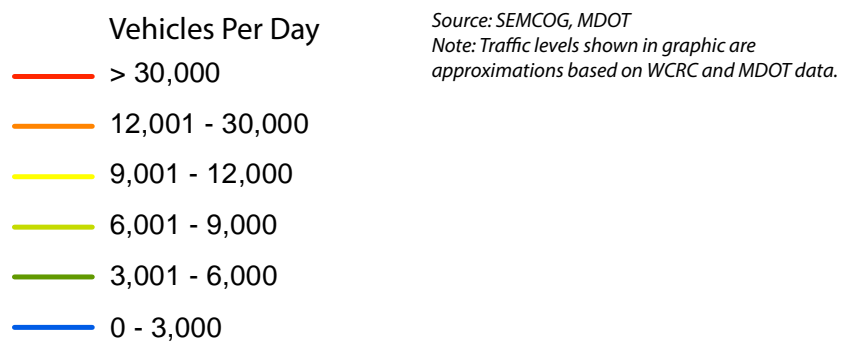 Vehicles Per Day
> 30,000
12,001 - 30,000
9,001 - 12,000
6,001 - 9,000
3,001 - 6,000
0 - 3,000
Source: SEMCOG, MDOT
Note: Traffic levels shown in graphic are
approximations based on WCRC and MDOT data.